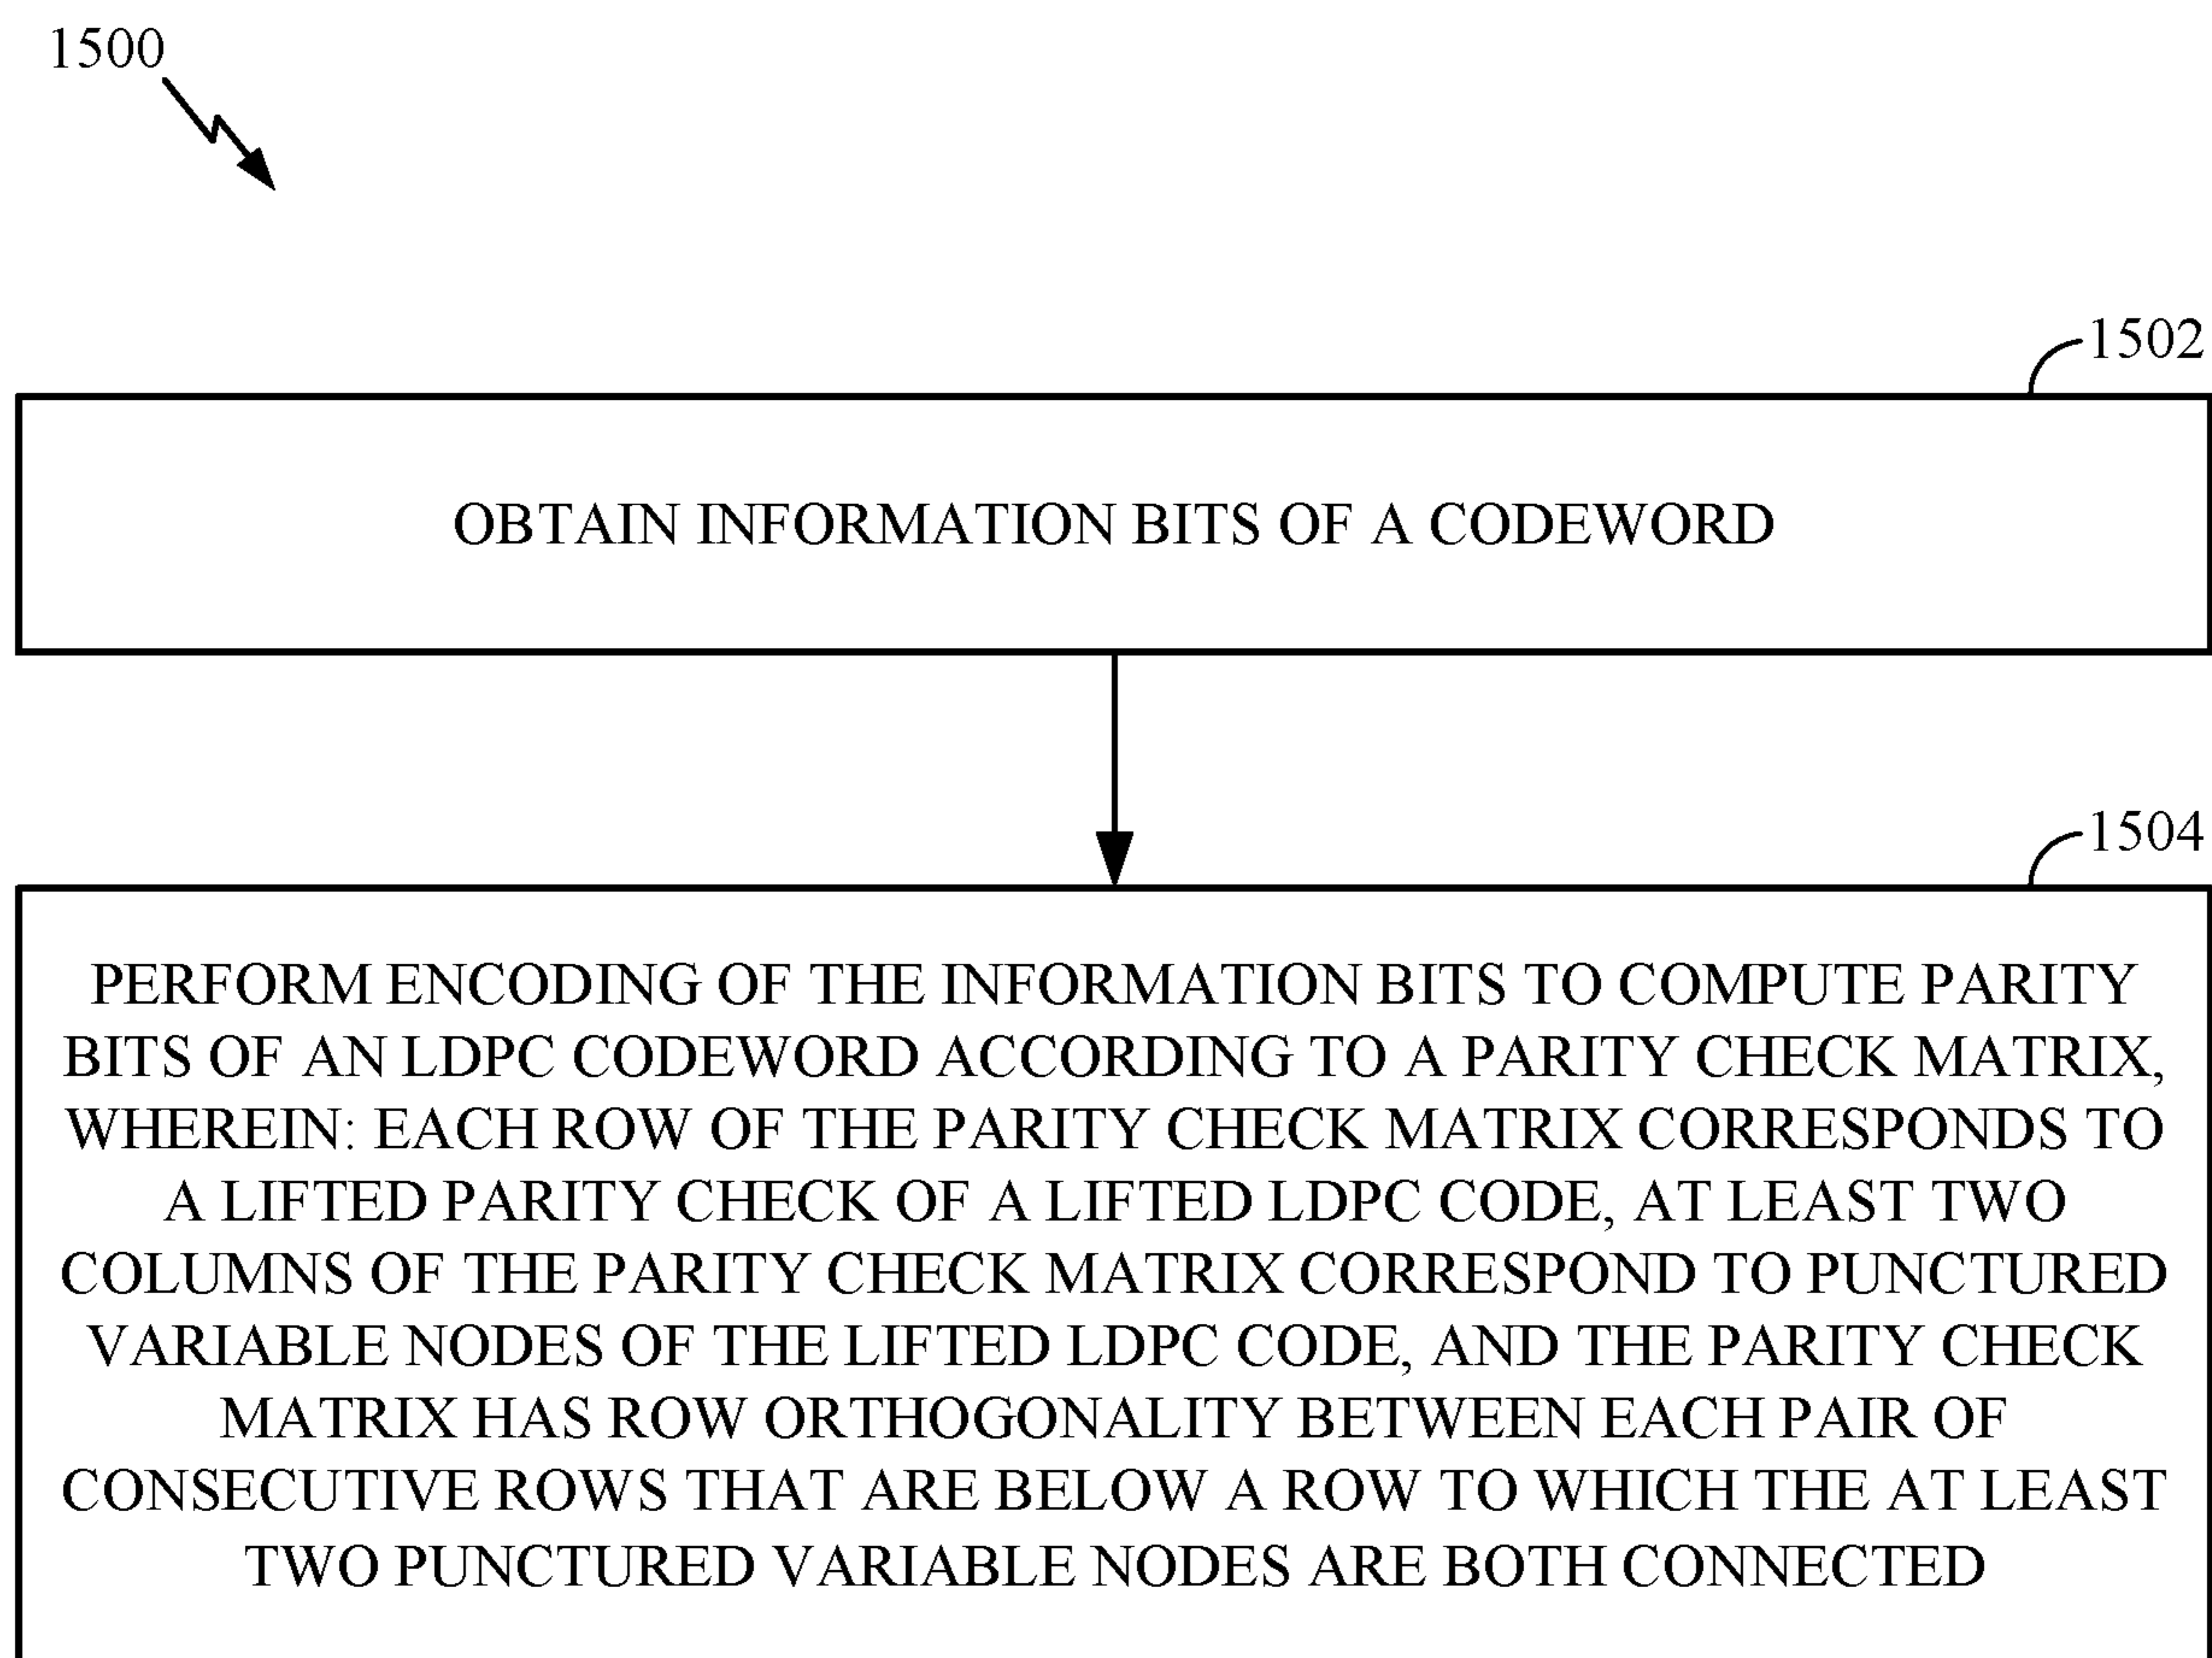 1500
1502
OBTAIN INFORMATION BITS OF A CODEWORD
1504
PERFORM ENCODING OF THE INFORMATION BITS TO COMPUTE PARITY
BITS OF AN LDPC CODEWORD ACCORDING TO A PARITY CHECK MATRIX,
WHEREIN: EACH ROW OF THE PARITY CHECK MATRIX CORRESPONDS TO
A LIFTED PARITY CHECK OF A LIFTED LDPC CODE, AT LEAST TWO
COLUMNS OF THE PARITY CHECK MATRIX CORRESPOND TO PUNCTURED
VARIABLE NODES OF THE LIFTED LDPC CODE, AND THE PARITY CHECK
MATRIX HAS ROW ORTHOGONALITY BETWEEN EACH PAIR OF
CONSECUTIVE ROWS THAT ARE BELOW A ROW TO WHICH THE AT LEAST
TWO PUNCTURED VARIABLE NODES ARE BOTH CONNECTED